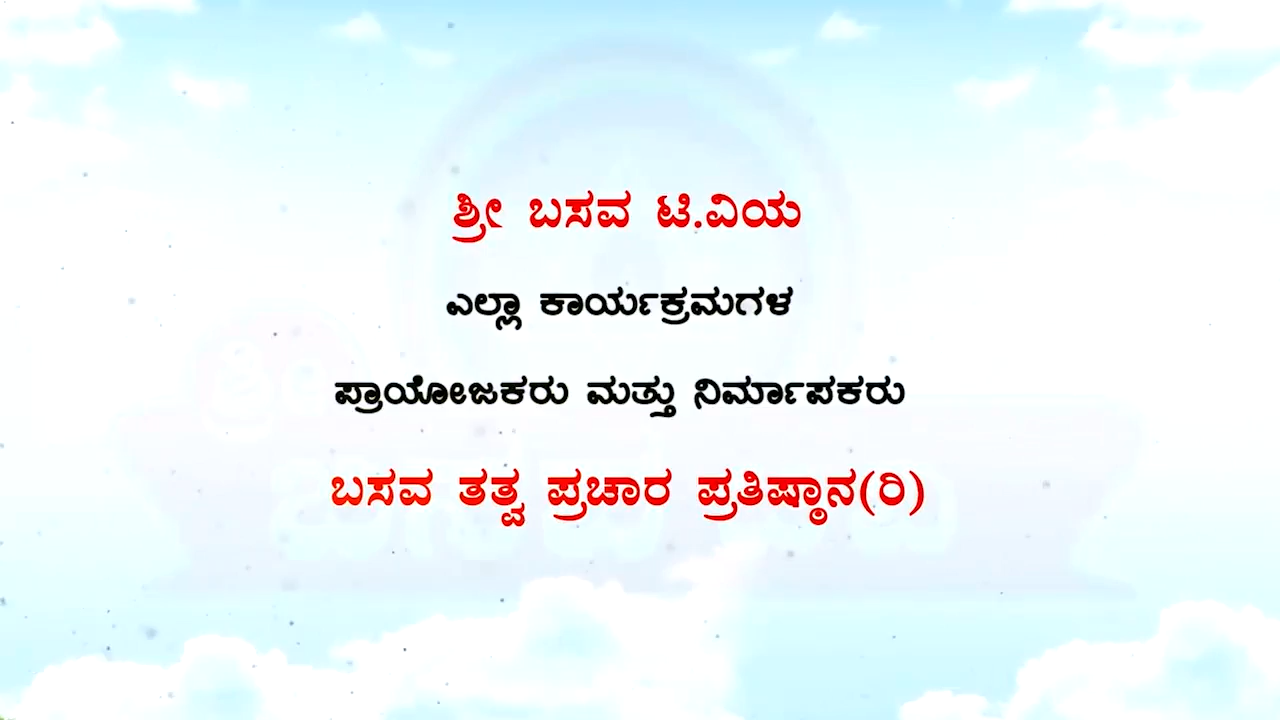 ಶ್ರೀ ಬಸವ ಟಿ.ವಿಯ
ಎಲ್ಲಾ ಕಾರ್ಯಕ್ರಮಗಳ
ಪ್ರಾಯೋಜಕರು ಮತ್ತು ನಿರ್ಮಾಪಕರು
ಬಸವ ತತ್ವ ಪ್ರಚಾರ ಪ್ರತಿಷ್ಠಾನ(ರಿ)